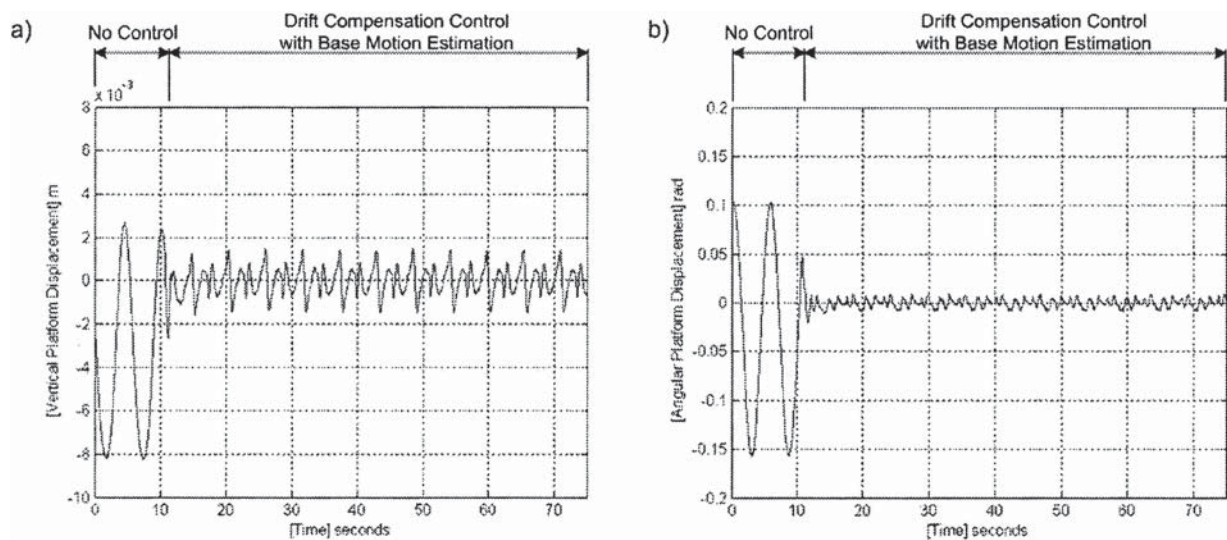 a)
No Control
Drift Compensation Control
with Base Motion Estimation
x 10⁻³
8
6
4
2
0
-2
-4
-6
-8
-10
[Vertical Platform Displacement] m
0 10 20 30 40 50 60 70
[Time] seconds
b)
No Control
Drift Compensation Control
with Base Motion Estimation
0.2
0.15
0.1
0.05
0
-0.05
-0.1
-0.15
-0.2
[Angular Platform Displacement] rad
0 10 20 30 40 50 60 70
[Time] seconds